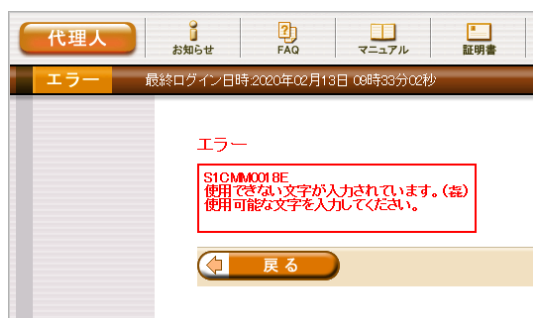 代理人
お知らせ
FAQ
マニュアル
証明書
エラー
最終ログイン日時:2020年02月13日 09時33分02秒
エラー
S1CMM0018E
使用できない文字が入力されています。(㐂)
使用可能な文字を入力してください。
戻る